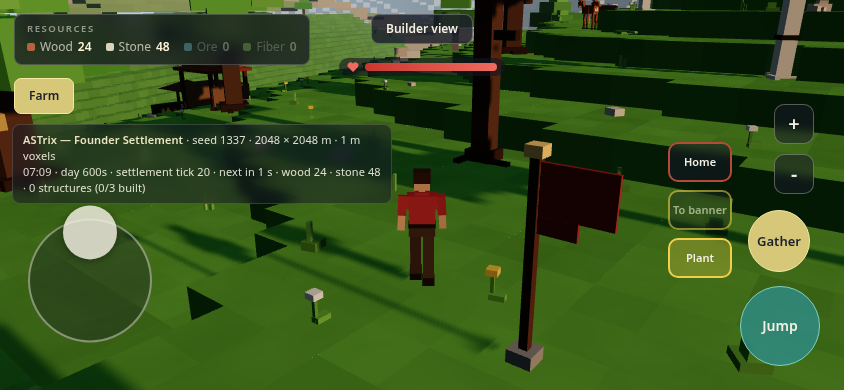 RESOURCES
Wood 24 Stone 48 Ore 0 Fiber 0
Builder view
Farm
ASTrix — Founder Settlement · seed 1337 · 2048 × 2048 m · 1 m
voxels
07:09 · day 600s · settlement tick 20 · next in 1 s · wood 24 · stone 48
· 0 structures (0/3 built)
+
-
Home
To banner
Plant
Gather
Jump